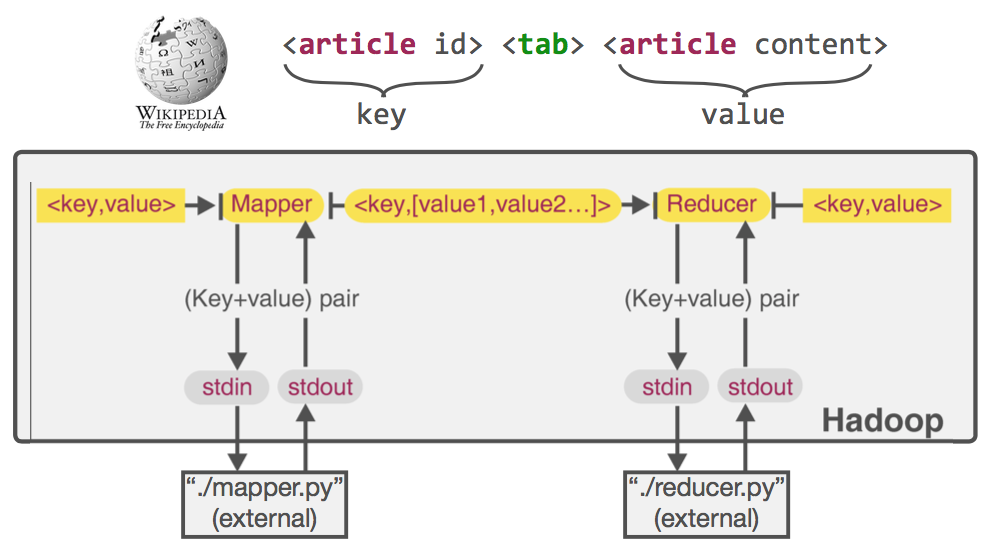 <article id> <tab> <article content>
key value
WIKIPEDIA
The Free Encyclopedia
<key,value> Mapper <key,[value1,value2...]> Reducer <key,value>
(Key+value) pair (Key+value) pair
stdin stdout stdin stdout
Hadoop
“./mapper.py” “./reducer.py”
(external) (external)